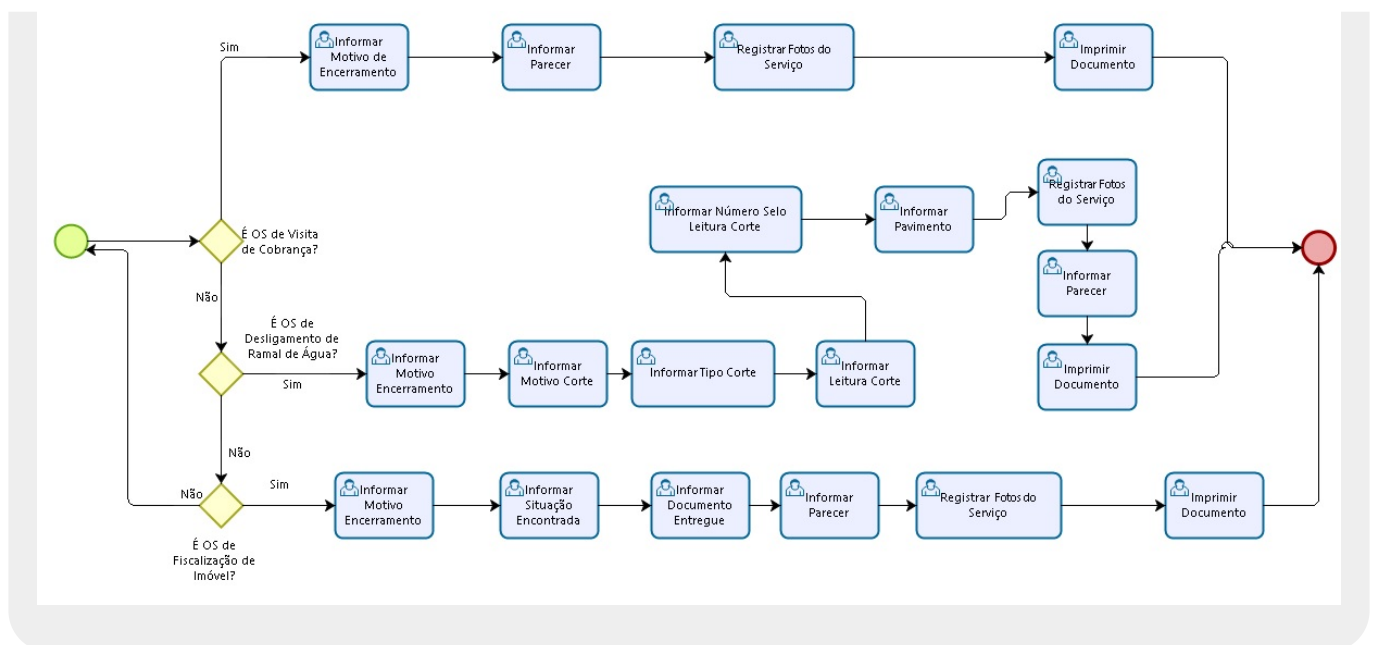 Sim
Informar
Motivo de
Encerramento
Informar
Parecer
Registrar Fotos do
Serviço
Imprimir
Documento
É OS de Visita
de Cobrança?
Informar Número Selo
Leitura Corte
Informar
Pavimento
Registrar Fotos
do Serviço
Informar
Parecer
Imprimir
Documento
Não
É OS de
Desligamento de
Ramal de Água?
Sim
Informar
Motivo
Encerramento
Informar
Motivo Corte
Informar Tipo Corte
Informar
Leitura Corte
Não
Não
Sim
É OS de
Fiscalização de
Imóvel?
Informar
Motivo
Encerramento
Informar
Situação
Encontrada
Informar
Documento
Entregue
Informar
Parecer
Registrar Fotos do
Serviço
Imprimir
Documento